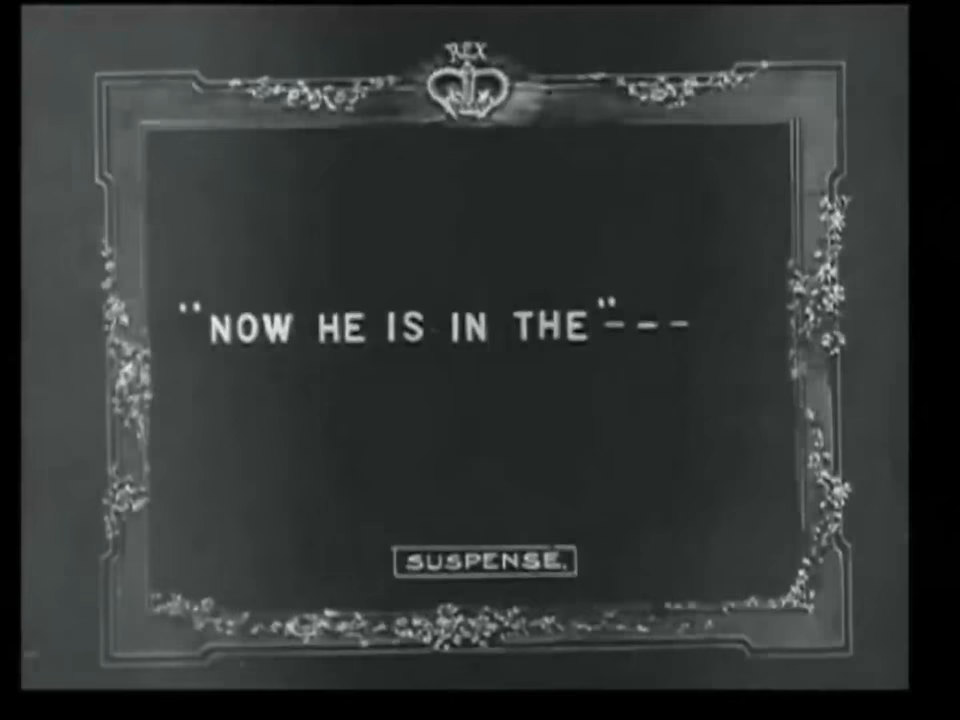 REX
"NOW HE IS IN THE"---
SUSPENSE.